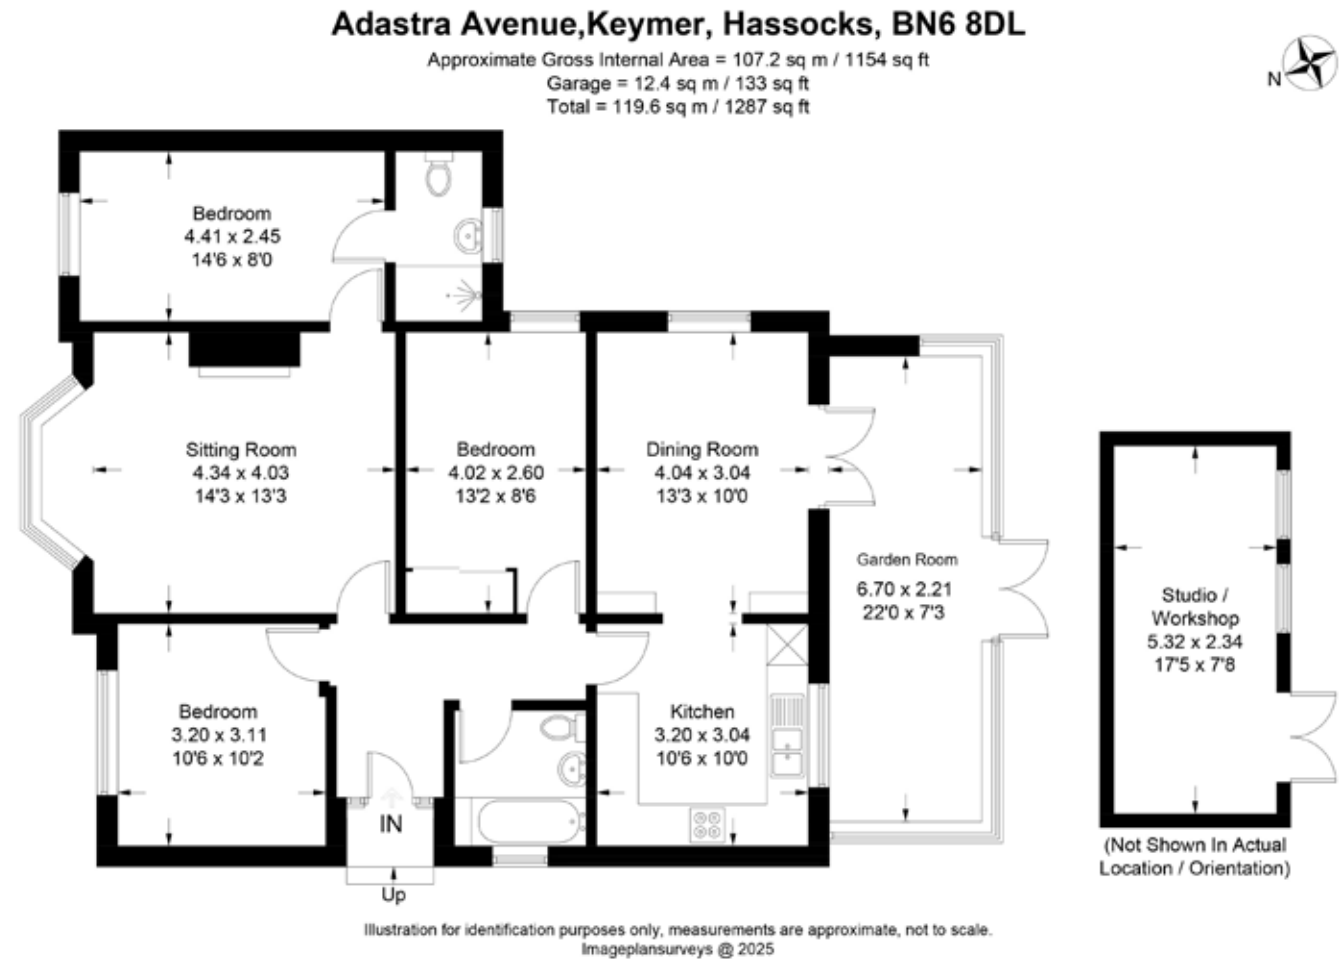 Adastra Avenue,Keymer, Hassocks, BN6 8DL
Approximate Gross Internal Area = 107.2 sq m / 1154 sq ft
Garage = 12.4 sq m / 133 sq ft
Total = 119.6 sq m / 1287 sq ft
N
Bedroom
4.41 x 2.45
14'6 x 8'0
Sitting Room
4.34 x 4.03
14'3 x 13'3
Bedroom
4.02 x 2.60
13'2 x 8'6
Dining Room
4.04 x 3.04
13'3 x 10'0
Garden Room
6.70 x 2.21
22'0 x 7'3
Studio /
Workshop
5.32 x 2.34
17'5 x 7'8
Bedroom
3.20 x 3.11
10'6 x 10'2
Kitchen
3.20 x 3.04
10'6 x 10'0
IN
Up
(Not Shown In Actual
Location / Orientation)
Illustration for identification purposes only, measurements are approximate, not to scale.
Imageplansurveys @ 2025